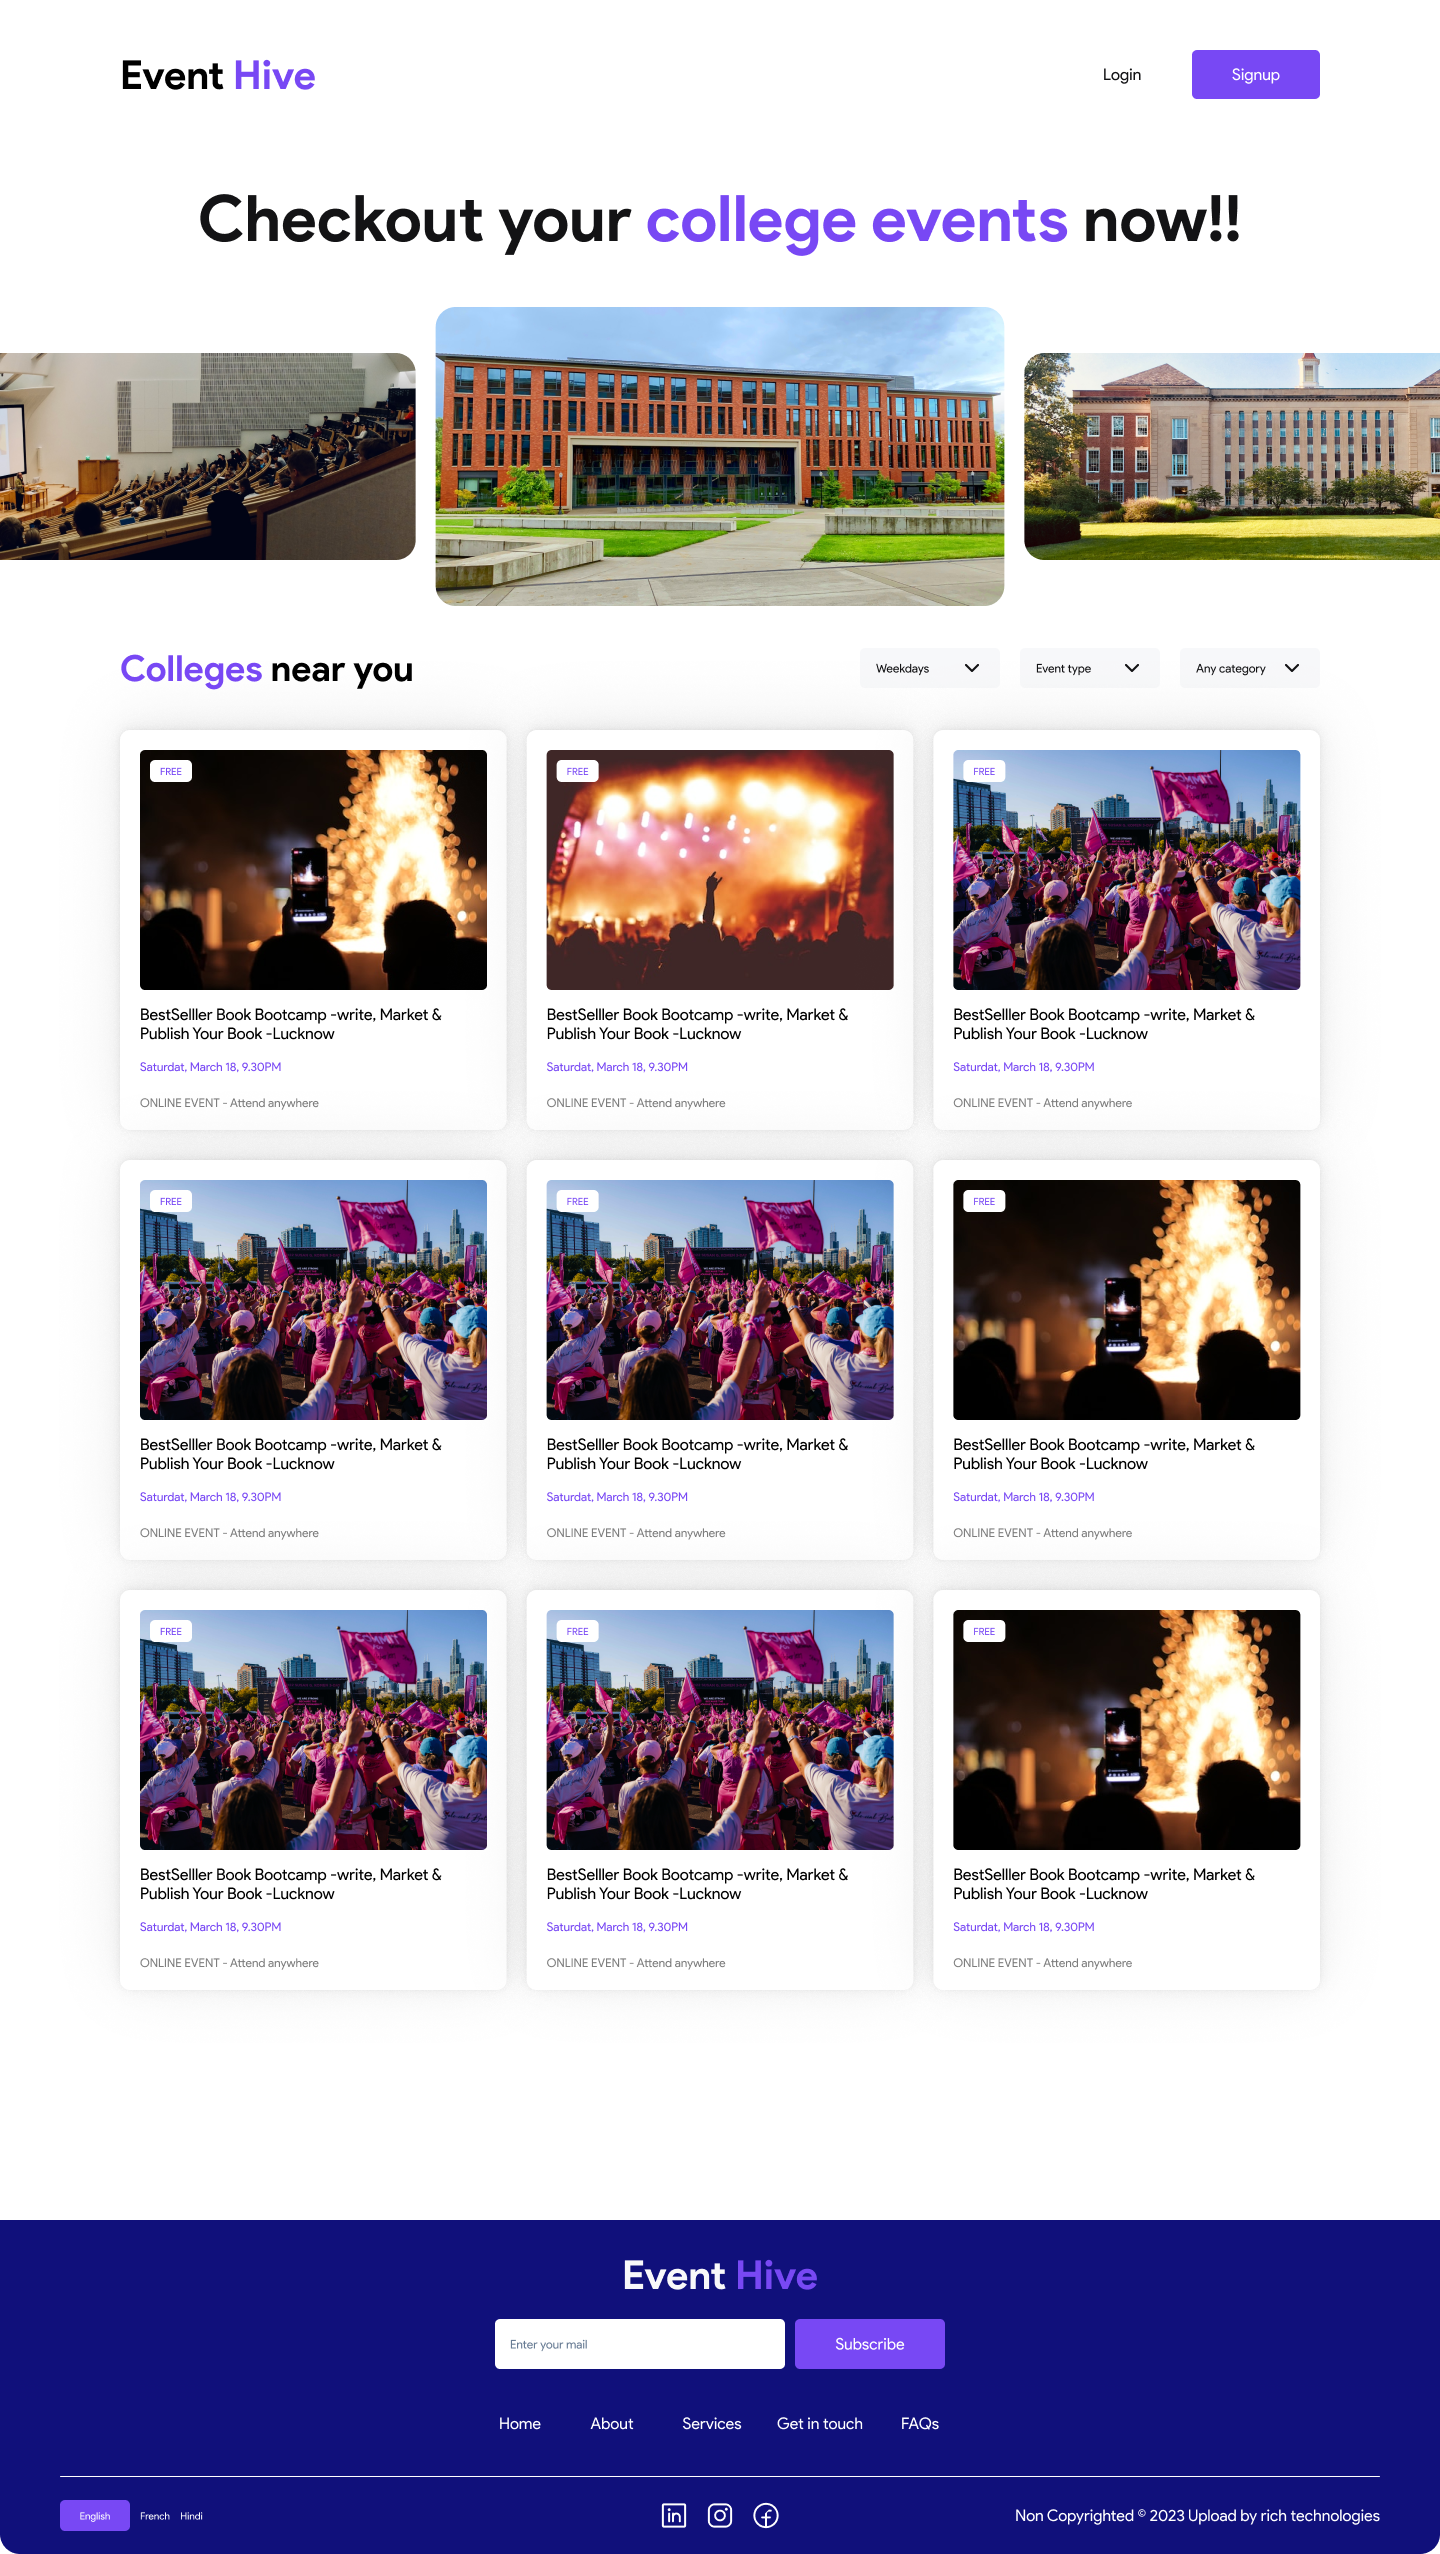 Event Hive
Login
Signup
Checkout your college events now!!
Colleges near you
Weekdays
Event type
Any category
FREE
BestSelller Book Bootcamp -write, Market &
Publish Your Book -Lucknow
Saturdat, March 18, 9.30PM
ONLINE EVENT - Attend anywhere
FREE
BestSelller Book Bootcamp -write, Market &
Publish Your Book -Lucknow
Saturdat, March 18, 9.30PM
ONLINE EVENT - Attend anywhere
FREE
COMMIT
BestSelller Book Bootcamp -write, Market &
Publish Your Book -Lucknow
Saturdat, March 18, 9.30PM
ONLINE EVENT - Attend anywhere
FREE
COMMIT
BestSelller Book Bootcamp -write, Market &
Publish Your Book -Lucknow
Saturdat, March 18, 9.30PM
ONLINE EVENT - Attend anywhere
FREE
COMMIT
BestSelller Book Bootcamp -write, Market &
Publish Your Book -Lucknow
Saturdat, March 18, 9.30PM
ONLINE EVENT - Attend anywhere
FREE
BestSelller Book Bootcamp -write, Market &
Publish Your Book -Lucknow
Saturdat, March 18, 9.30PM
ONLINE EVENT - Attend anywhere
FREE
COMMIT
BestSelller Book Bootcamp -write, Market &
Publish Your Book -Lucknow
Saturdat, March 18, 9.30PM
ONLINE EVENT - Attend anywhere
FREE
COMMIT
BestSelller Book Bootcamp -write, Market &
Publish Your Book -Lucknow
Saturdat, March 18, 9.30PM
ONLINE EVENT - Attend anywhere
FREE
BestSelller Book Bootcamp -write, Market &
Publish Your Book -Lucknow
Saturdat, March 18, 9.30PM
ONLINE EVENT - Attend anywhere
Event Hive
Enter your mail
Subscribe
Home
About
Services
Get in touch
FAQs
English
French
Hindi
Non Copyrighted © 2023 Upload by rich technologies